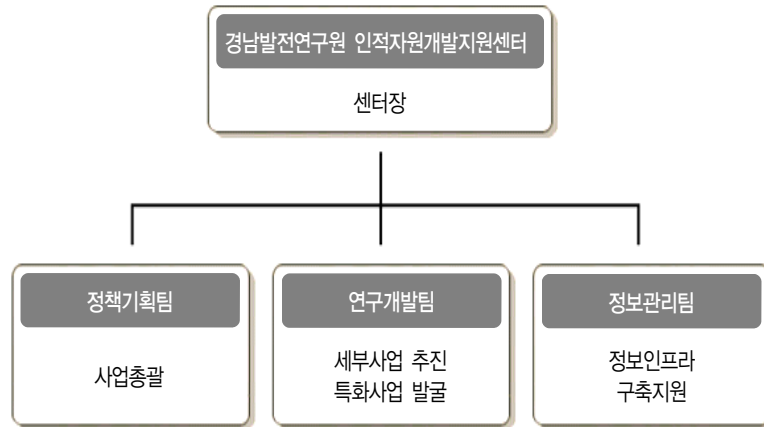 경남발전연구원 인적자원개발지원센터
센터장
정책기획팀
사업총괄
연구개발팀
세부사업 추진
특화사업 발굴
정보관리팀
정보인프라
구축지원